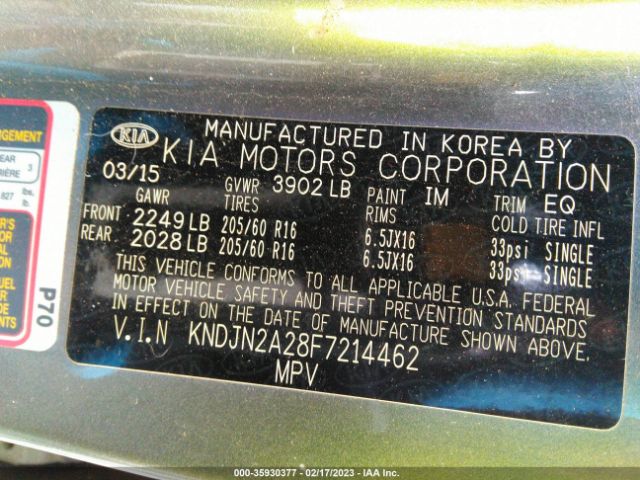 KIA
MANUFACTURED IN KOREA BY
KIA MOTORS CORPORATION
03/15 GVWR 3902 LB PAINT IM TRIM EQ
GAWR TIRES RIMS COLD TIRE INFL
FRONT 2249 LB 205/60 R16 6.5JX16 33psi SINGLE
REAR 2028 LB 205/60 R16 6.5JX16 33psi SINGLE
THIS VEHICLE CONFORMS TO ALL APPLICABLE U.S.A. FEDERAL
MOTOR VEHICLE SAFETY AND THEFT PREVENTION STANDARDS
IN EFFECT ON THE DATE OF MANUFACTURE SHOWN ABOVE.
V.I.N KNDJN2A28F7214462
MPV
3
827 lbs.
lb.
P70
000-35930377 - 02/17/2023 - IAA Inc.